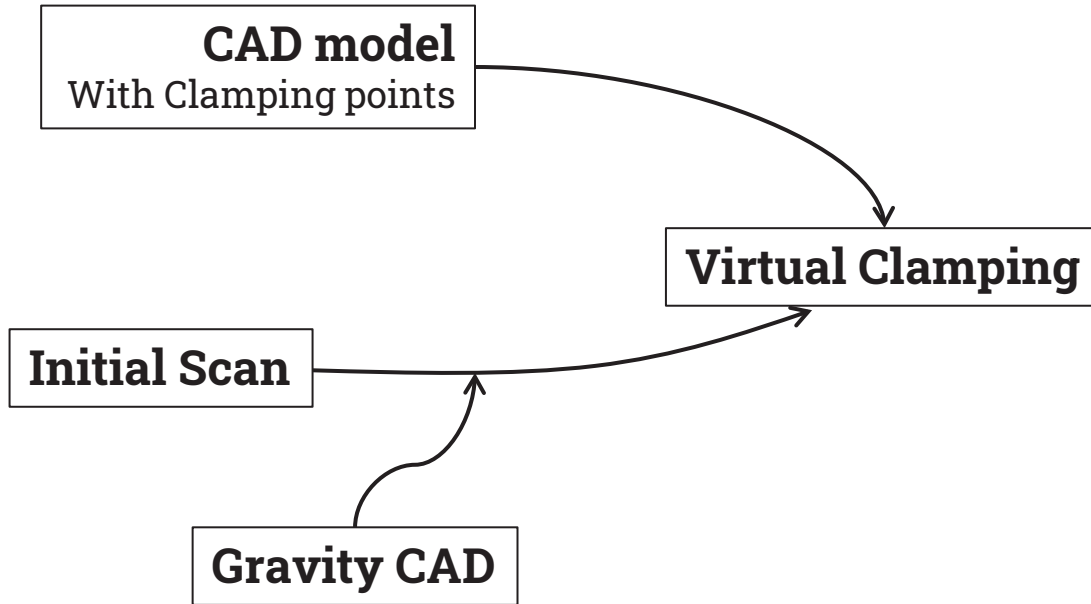 CAD model
With Clamping points
Virtual Clamping
Initial Scan
Gravity CAD